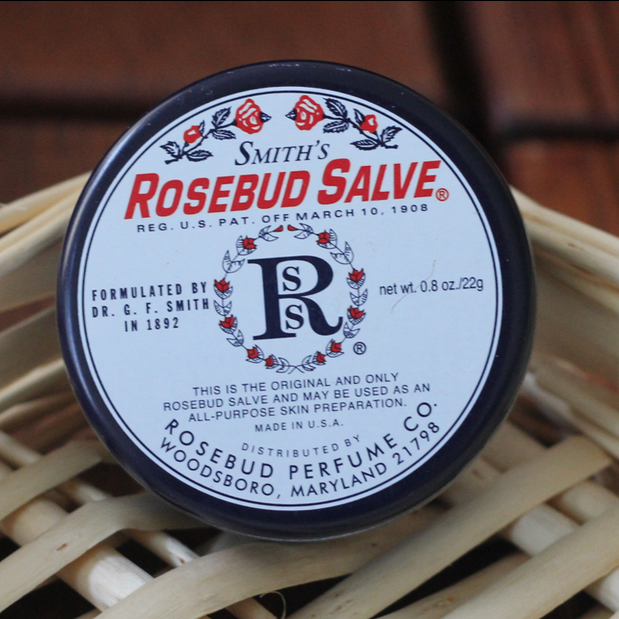 SMITH'S
ROSEBUD SALVE®
REG. U.S. PAT. OFF MARCH 10, 1908
FORMULATED BY
DR. G. F. SMITH
IN 1892
RSS
®
net wt. 0.8 oz./22g
THIS IS THE ORIGINAL AND ONLY
ROSEBUD SALVE AND MAY BE USED AS AN
ALL-PURPOSE SKIN PREPARATION.
MADE IN U.S.A.
DISTRIBUTED BY
ROSEBUD PERFUME CO.
WOODSBORO, MARYLAND 21798